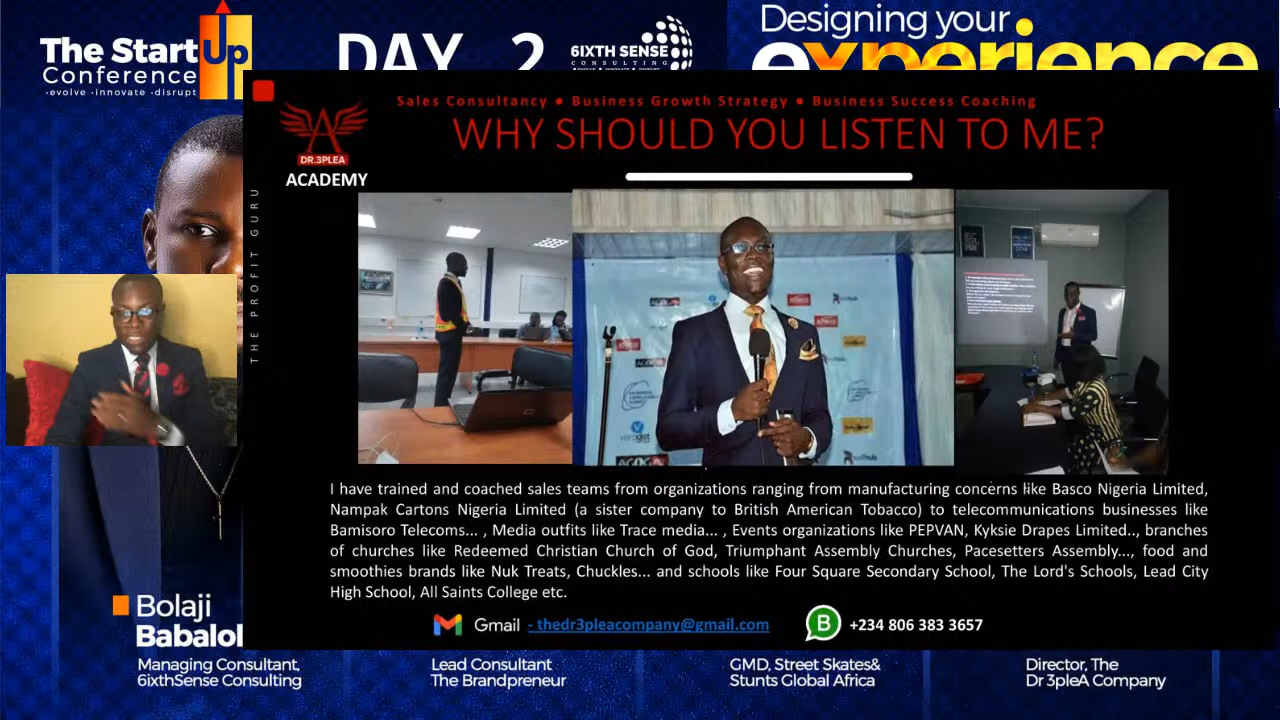 The StartUp
Conference
·evolve ·innovate ·disrupt
DAY 2
6IXTH SENSE
CONSULTING
Designing your
experience
Sales Consultancy ● Business Growth Strategy ● Business Success Coaching
WHY SHOULD YOU LISTEN TO ME?
DR.3PLEA
ACADEMY
THE PROFIT GURU
I have trained and coached sales teams from organizations ranging from manufacturing concerns like Basco Nigeria Limited,
Nampak Cartons Nigeria Limited (a sister company to British American Tobacco) to telecommunications businesses like
Bamisoro Telecoms... , Media outfits like Trace media... , Events organizations like PEPVAN, Kyksie Drapes Limited.., branches
of churches like Redeemed Christian Church of God, Triumphant Assembly Churches, Pacesetters Assembly..., food and
smoothies brands like Nuk Treats, Chuckles... and schools like Four Square Secondary School, The Lord's Schools, Lead City
High School, All Saints College etc.
Gmail - thedr3pleacompany@gmail.com
+234 806 383 3657
Bolaji
Managing Consultant,
6ixthSense Consulting
Lead Consultant
The Brandpreneur
GMD, Street Skates&
Stunts Global Africa
Director, The
Dr 3pleA Company